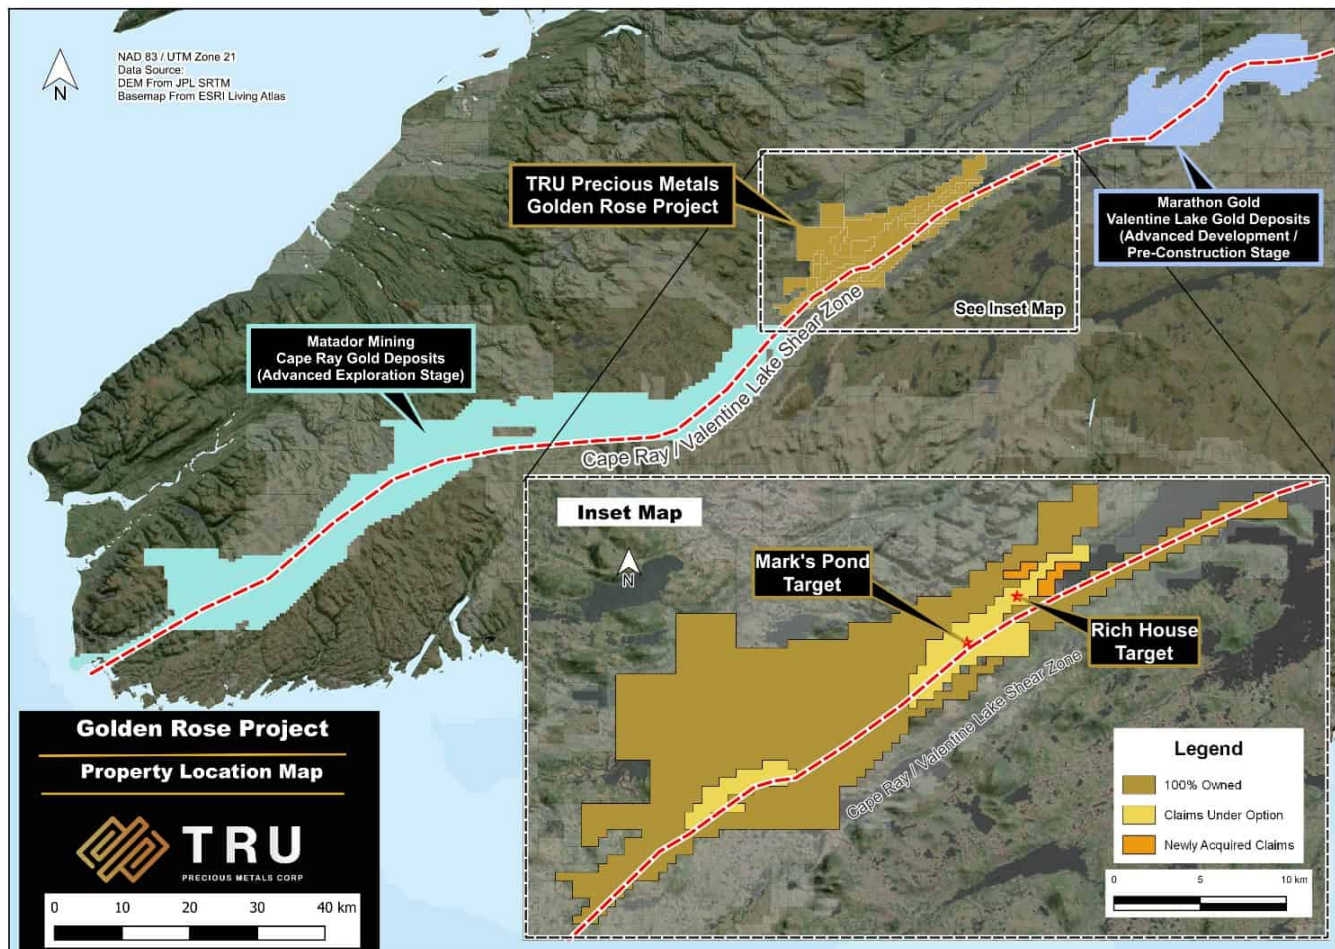 N
NAD 83 / UTM Zone 21
Data Source:
DEM From JPL SRTM
Basemap From ESRI Living Atlas
TRU Precious Metals
Golden Rose Project
Marathon Gold
Valentine Lake Gold Deposits
(Advanced Development /
Pre-Construction Stage
See Inset Map
Matador Mining
Cape Ray Gold Deposits
(Advanced Exploration Stage)
Cape Ray / Valentine Lake Shear Zone
Inset Map
N
Mark's Pond
Target
Rich House
Target
Cape Ray / Valentine Lake Shear Zone
Legend
100% Owned
Claims Under Option
Newly Acquired Claims
0 5 10 km
Golden Rose Project
Property Location Map
TRU
PRECIOUS METALS CORP
0 10 20 30 40 km